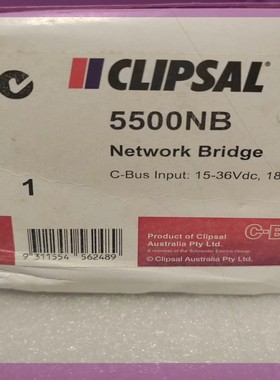 CLIPSAL®
5500NB
Network Bridge
C-Bus Input: 15-36Vdc, 18
1
Product of Clipsal
Australia Pty Ltd.
© Clipsal Australia Pty Ltd.
C-B
9 311554 562489